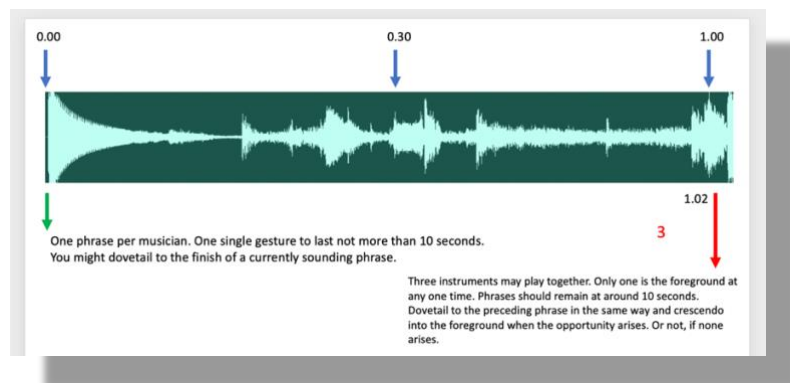 0.00
0.30
1.00
1.02
3
One phrase per musician. One single gesture to last not more than 10 seconds.
You might dovetail to the finish of a currently sounding phrase.
Three instruments may play together. Only one is the foreground at
any one time. Phrases should remain at around 10 seconds.
Dovetail to the preceding phrase in the same way and crescendo
into the foreground when the opportunity arises. Or not, if none
arises.